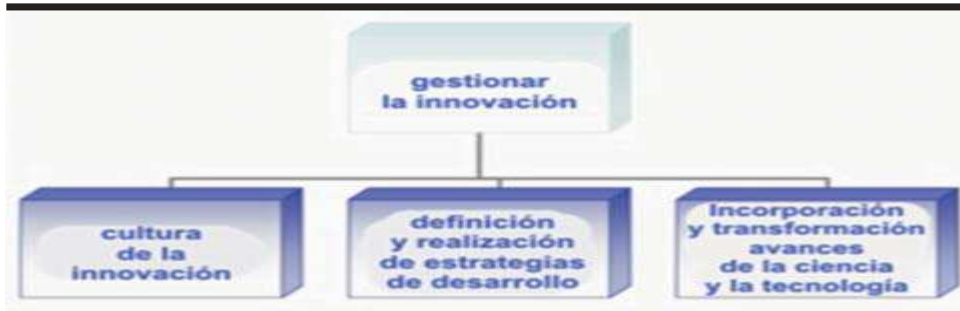 gestionar
la innovación
cultura
de la
innovación
definición
y realización
de estrategias
de desarrollo
Incorporación
y transformación
avances
de la ciencia
y la tecnología